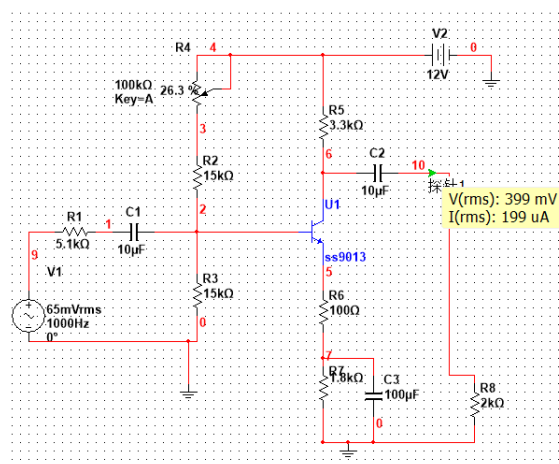 V2
0
12V
R4
4
100kΩ
Key=A
26.3 %
3
R5
3.3kΩ
6
C2
10µF
10
探针1
V(rms): 399 mV
I(rms): 199 uA
R2
15kΩ
2
U1
ss9013
5
R1
5.1kΩ
1
C1
10µF
9
V1
65mVrms
1000Hz
0°
R3
15kΩ
0
R6
100Ω
7
R7
1.8kΩ
C3
100µF
0
R8
2kΩ